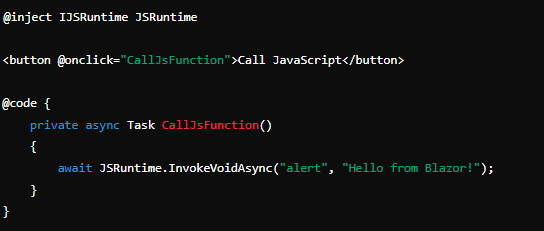 @inject IJSRuntime JSRuntime
<button @onclick="CallJsFunction">Call JavaScript</button>
@code {
    private async Task CallJsFunction()
    {
        await JSRuntime.InvokeVoidAsync("alert", "Hello from Blazor!");
    }
}